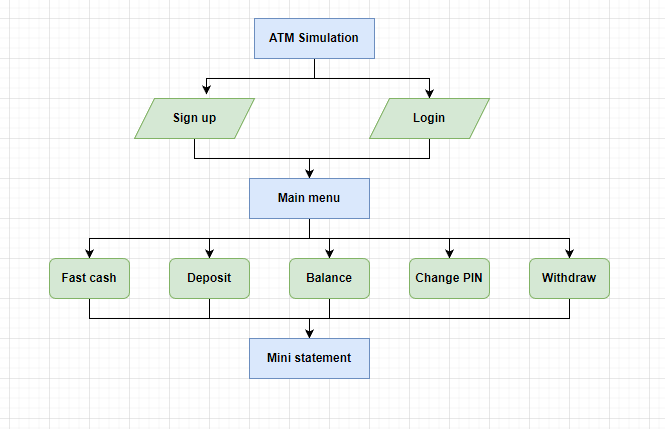 ATM Simulation
Sign up
Login
Main menu
Fast cash
Deposit
Balance
Change PIN
Withdraw
Mini statement